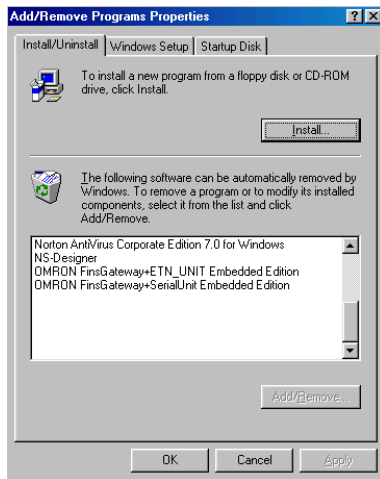 Add/Remove Programs Properties
Install/Uninstall Windows Setup Startup Disk
To install a new program from a floppy disk or CD-ROM
drive, click Install.
Install...
The following software can be automatically removed by
Windows. To remove a program or to modify its installed
components, select it from the list and click
Add/Remove.
Norton AntiVirus Corporate Edition 7.0 for Windows
NS-Designer
OMRON FinsGateway+ETN_UNIT Embedded Edition
OMRON FinsGateway+SerialUnit Embedded Edition
Add/Remove...
OK Cancel Apply